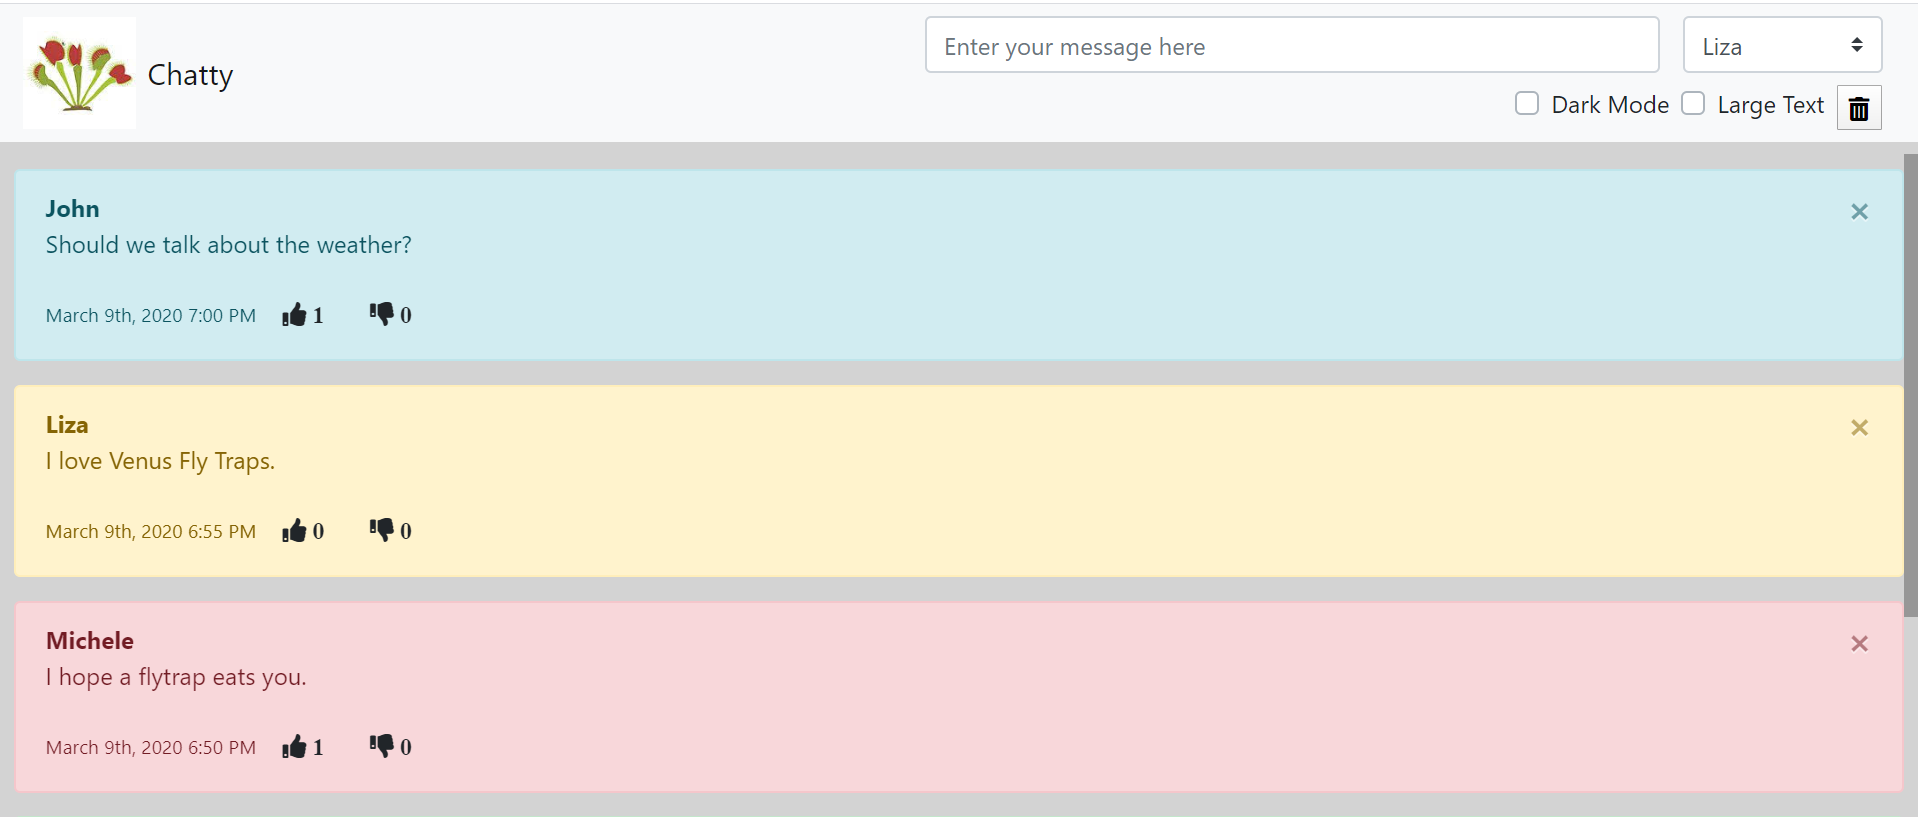 Chatty
Enter your message here
Liza
Dark Mode
Large Text
John
Should we talk about the weather?
March 9th, 2020 7:00 PM 1 0
Liza
I love Venus Fly Traps.
March 9th, 2020 6:55 PM 0 0
Michele
I hope a flytrap eats you.
March 9th, 2020 6:50 PM 1 0